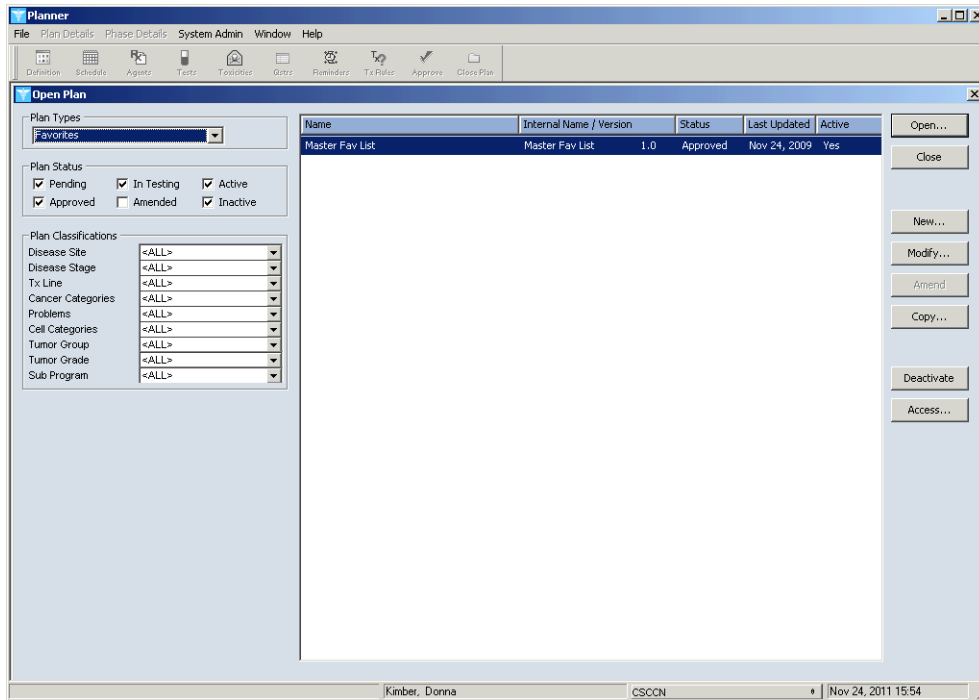 Planner
File Plan Details Phase Details System Admin Window Help
Definition Schedule Agents Tests Toxicities Qstrs Reminders Tx Rules Approve Close Plan
Open Plan
Plan Types
Favorites
Plan Status
Pending In Testing Active
Approved Amended Inactive
Plan Classifications
Disease Site <ALL>
Disease Stage <ALL>
Tx Line <ALL>
Cancer Categories <ALL>
Problems <ALL>
Cell Categories <ALL>
Tumor Group <ALL>
Tumor Grade <ALL>
Sub Program <ALL>
Name Internal Name / Version Status Last Updated Active
Master Fav List Master Fav List 1.0 Approved Nov 24, 2009 Yes
Open...
Close
New...
Modify...
Amend
Copy...
Deactivate
Access...
Kimber, Donna CSCCN Nov 24, 2011 15:54